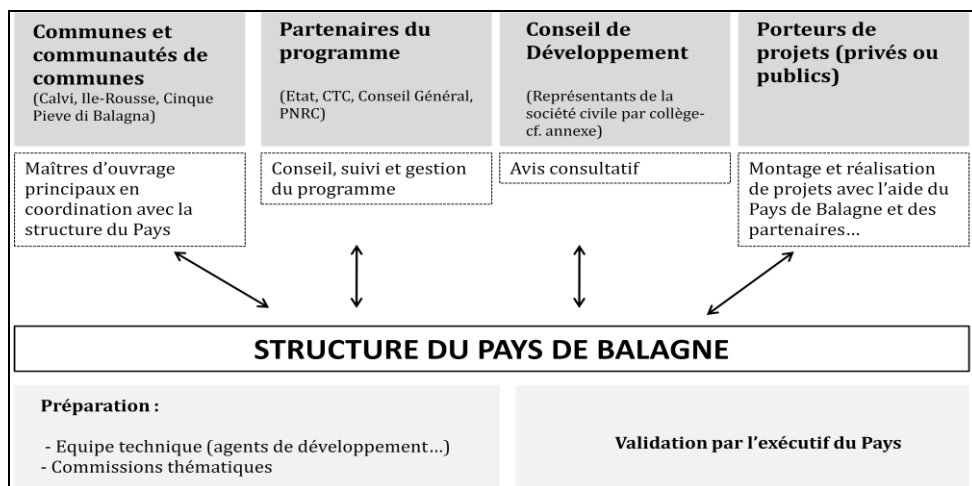 Communes et
communautés de
communes
(Calvi, Ile-Rousse, Cinque
Pieve di Balagna)
Maîtres d'ouvrage
principaux en
coordination avec la
structure du Pays
Partenaires du
programme
(Etat, CTC, Conseil Général,
PNRC)
Conseil, suivi et gestion
du programme
Conseil de
Développement
(Représentants de la
société civile par collège-
cf. annexe)
Avis consultatif
Porteurs de
projets (privés ou
publics)
Montage et réalisation
de projets avec l'aide du
Pays de Balagne et des
partenaires…
STRUCTURE DU PAYS DE BALAGNE
Préparation :
- Equipe technique (agents de développement…)
- Commissions thématiques
Validation par l'exécutif du Pays